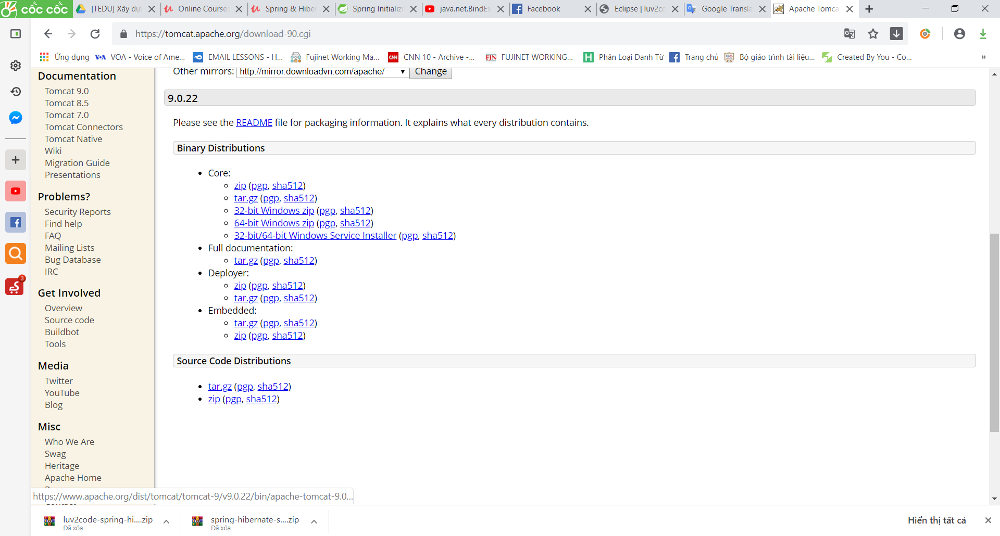 cốc cốc
[TEDU] Xây dự
Online Courses
Spring & Hiber
Spring Initializ
java.net.BindEx
Facebook
Eclipse | luv2co
Google Transla
Apache Tomca
https://tomcat.apache.org/download-90.cgi
Ứng dụng
VOA - Voice of Ame...
EMAIL LESSONS - H...
Fujinet Working Ma...
CNN 10 - Archive -...
FUJINET WORKING...
Phân Loại Danh Từ
Trang chủ
Bộ giáo trình tài liệu...
Created By You - Co...
»
Documentation
Tomcat 9.0
Tomcat 8.5
Tomcat 7.0
Tomcat Connectors
Tomcat Native
Wiki
Migration Guide
Presentations
Problems?
Security Reports
Find help
FAQ
Mailing Lists
Bug Database
IRC
Get Involved
Overview
Source code
Buildbot
Tools
Media
Twitter
YouTube
Blog
Misc
Who We Are
Swag
Heritage
Apache Home
3
Other mirrors: http://mirror.downloadvn.com/apache/ Change
9.0.22
Please see the README file for packaging information. It explains what every distribution contains.
Binary Distributions
• Core:
zip (pgp, sha512)
tar.gz (pgp, sha512)
32-bit Windows zip (pgp, sha512)
64-bit Windows zip (pgp, sha512)
32-bit/64-bit Windows Service Installer (pgp, sha512)
• Full documentation:
tar.gz (pgp, sha512)
• Deployer:
zip (pgp, sha512)
tar.gz (pgp, sha512)
• Embedded:
tar.gz (pgp, sha512)
zip (pgp, sha512)
Source Code Distributions
• tar.gz (pgp, sha512)
• zip (pgp, sha512)
https://www.apache.org/dist/tomcat/tomcat-9/v9.0.22/bin/apache-tomcat-9.0...
luv2code-spring-hi....zip
Đã xóa
spring-hibernate-s....zip
Đã xóa
Hiển thị tất cả